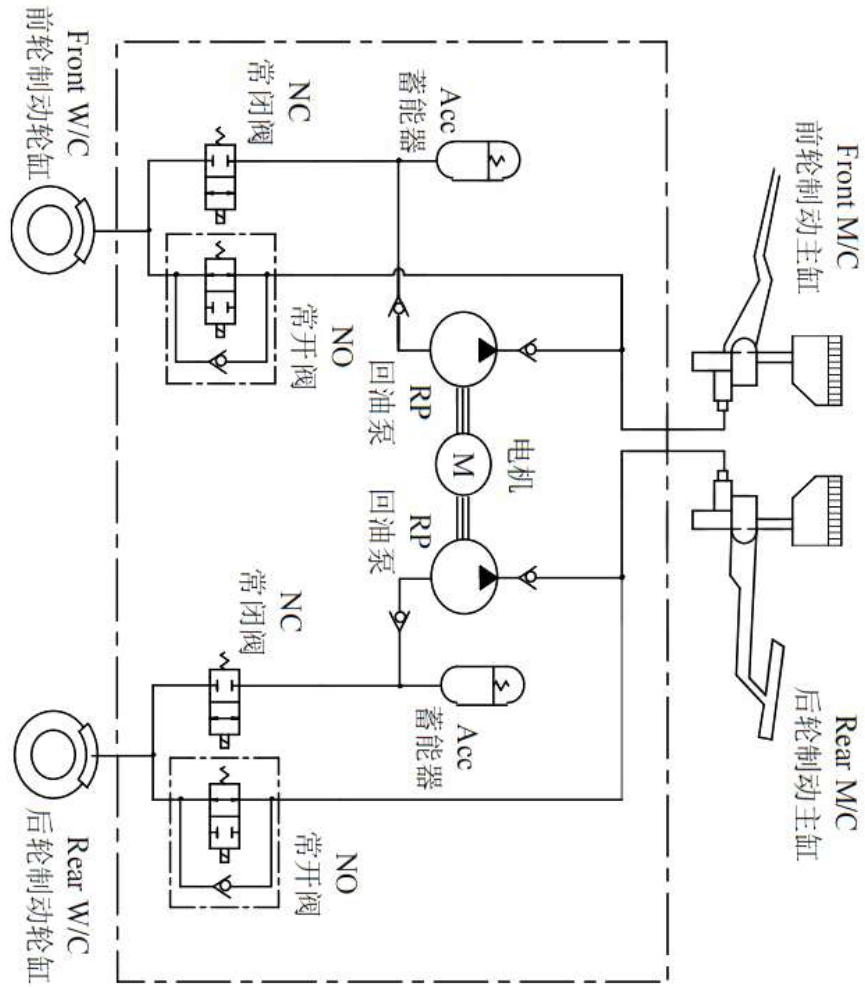 Front M/C
前轮制动主缸
Rear M/C
后轮制动主缸
Acc
蓄能器
NC
常闭阀
NO
常开阀
RP
回油泵
电机
M
RP
回油泵
Acc
蓄能器
NC
常闭阀
NO
常开阀
Front W/C
前轮制动轮缸
Rear W/C
后轮制动轮缸